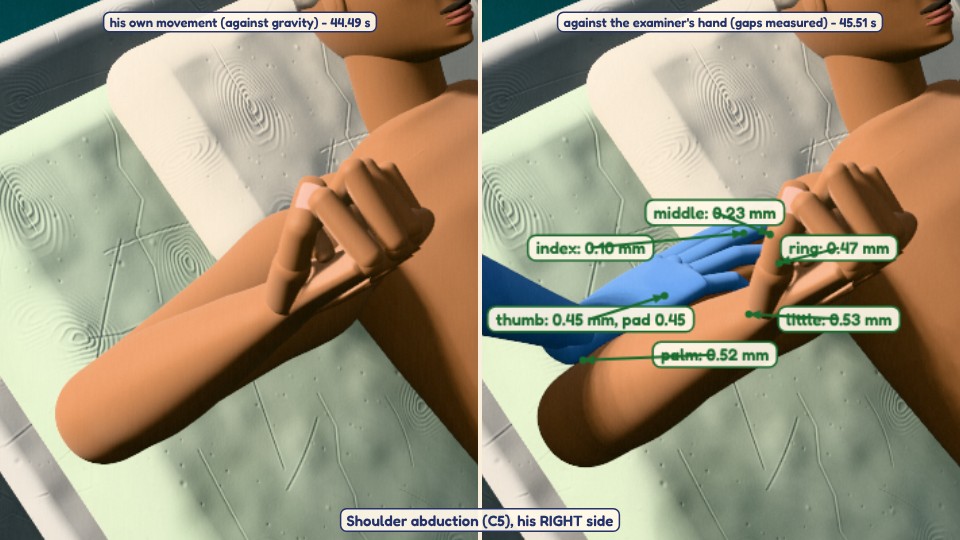 his own movement (against gravity) - 44.49 s
against the examiner's hand (gaps measured) - 45.51 s
middle: 0.23 mm
index: 0.10 mm
ring: 0.47 mm
thumb: 0.45 mm, pad 0.45
little: 0.53 mm
palm: 0.52 mm
Shoulder abduction (C5), his RIGHT side